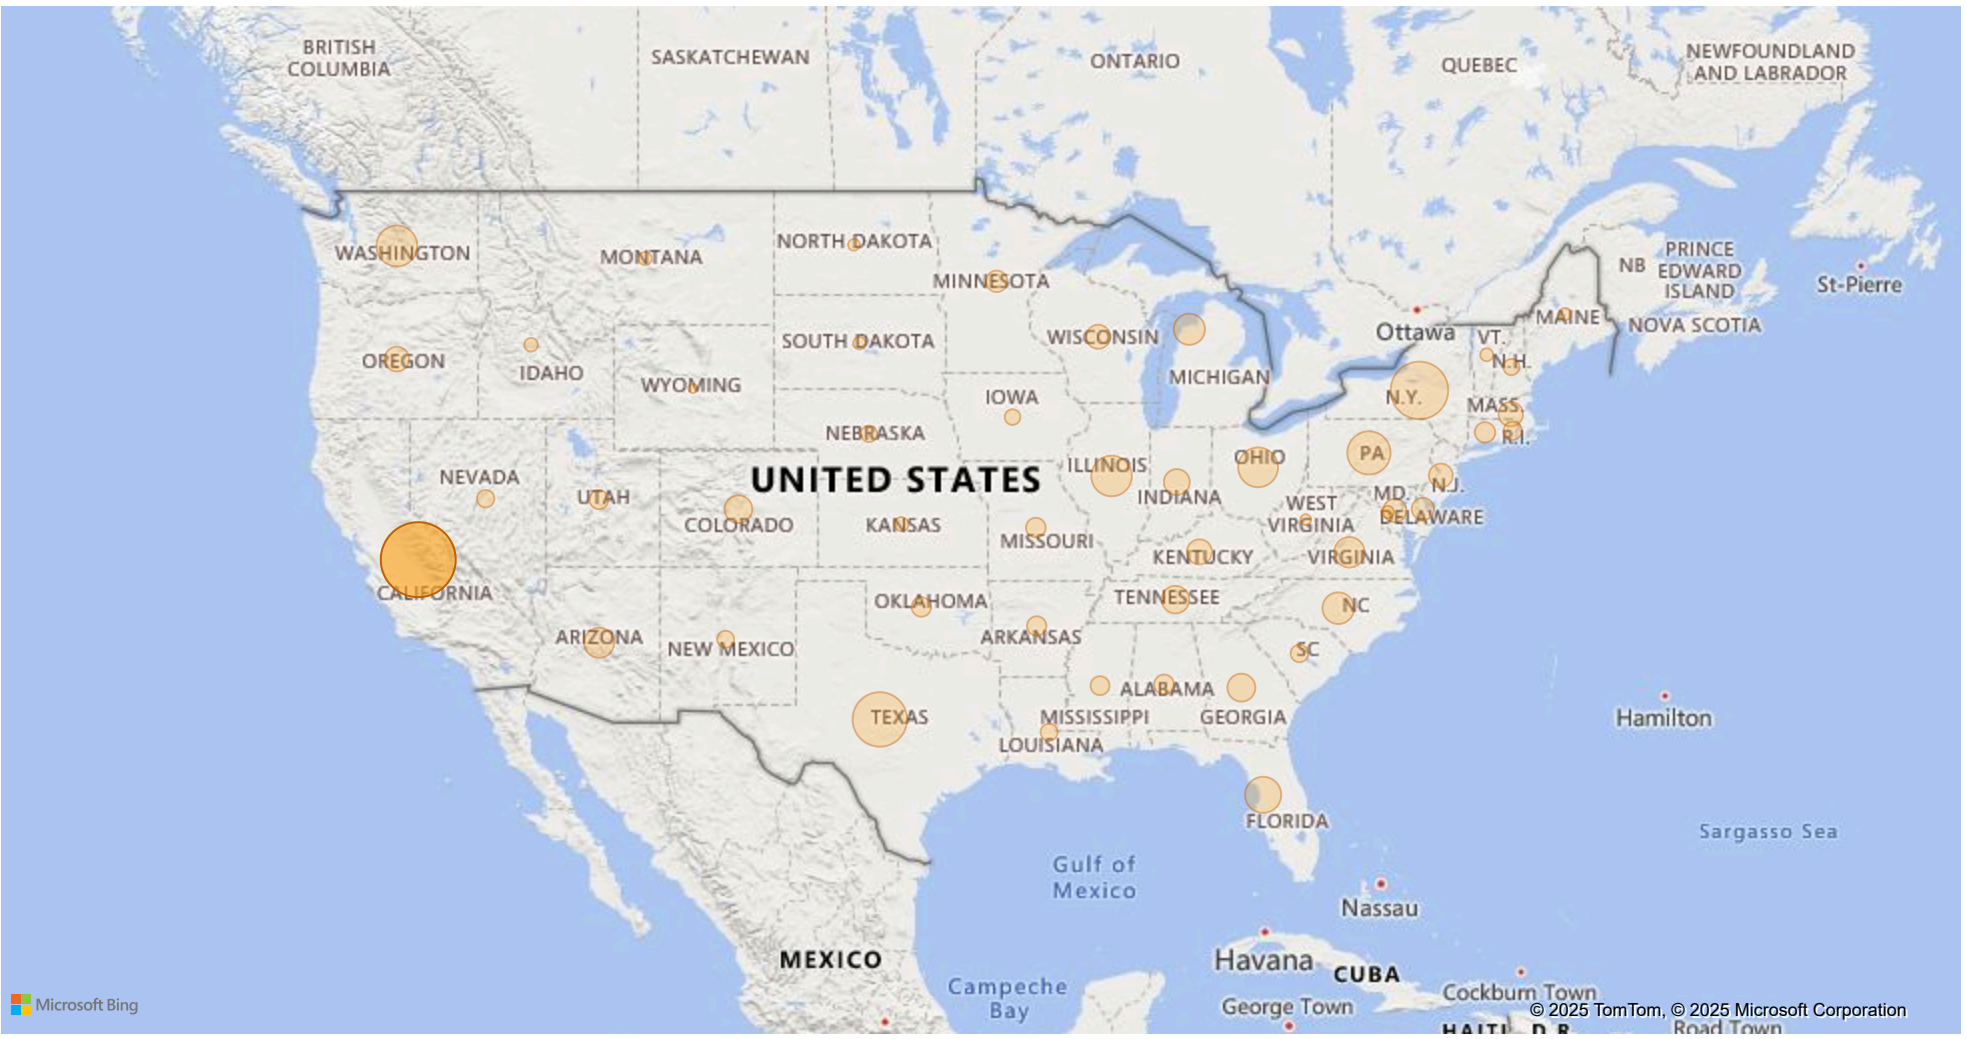 BRITISH
COLUMBIA
SASKATCHEWAN
ONTARIO
QUEBEC
NEWFOUNDLAND
AND LABRADOR
WASHINGTON
MONTANA
NORTH DAKOTA
MINNESOTA
NB
PRINCE
EDWARD
ISLAND
St-Pierre
MAINE
NOVA SCOTIA
Ottawa
VT.
N.H.
OREGON
IDAHO
WYOMING
SOUTH DAKOTA
WISCONSIN
MICHIGAN
N.Y.
MASS.
R.I.
IOWA
NEBRASKA
NEVADA
UTAH
COLORADO
UNITED STATES
KANSAS
MISSOURI
ILLINOIS
INDIANA
OHIO
PA
N.J.
MD.
DELAWARE
WEST
VIRGINIA
VIRGINIA
KENTUCKY
CALIFORNIA
ARIZONA
NEW MEXICO
OKLAHOMA
ARKANSAS
TENNESSEE
NC
SC
TEXAS
LOUISIANA
MISSISSIPPI
ALABAMA
GEORGIA
FLORIDA
Hamilton
Sargasso Sea
Gulf of
Mexico
Nassau
MEXICO
Havana
CUBA
Campeche
Bay
George Town
Cockburn Town
Microsoft Bing
© 2025 TomTom, © 2025 Microsoft Corporation
HAITI
D.R.
Road Town